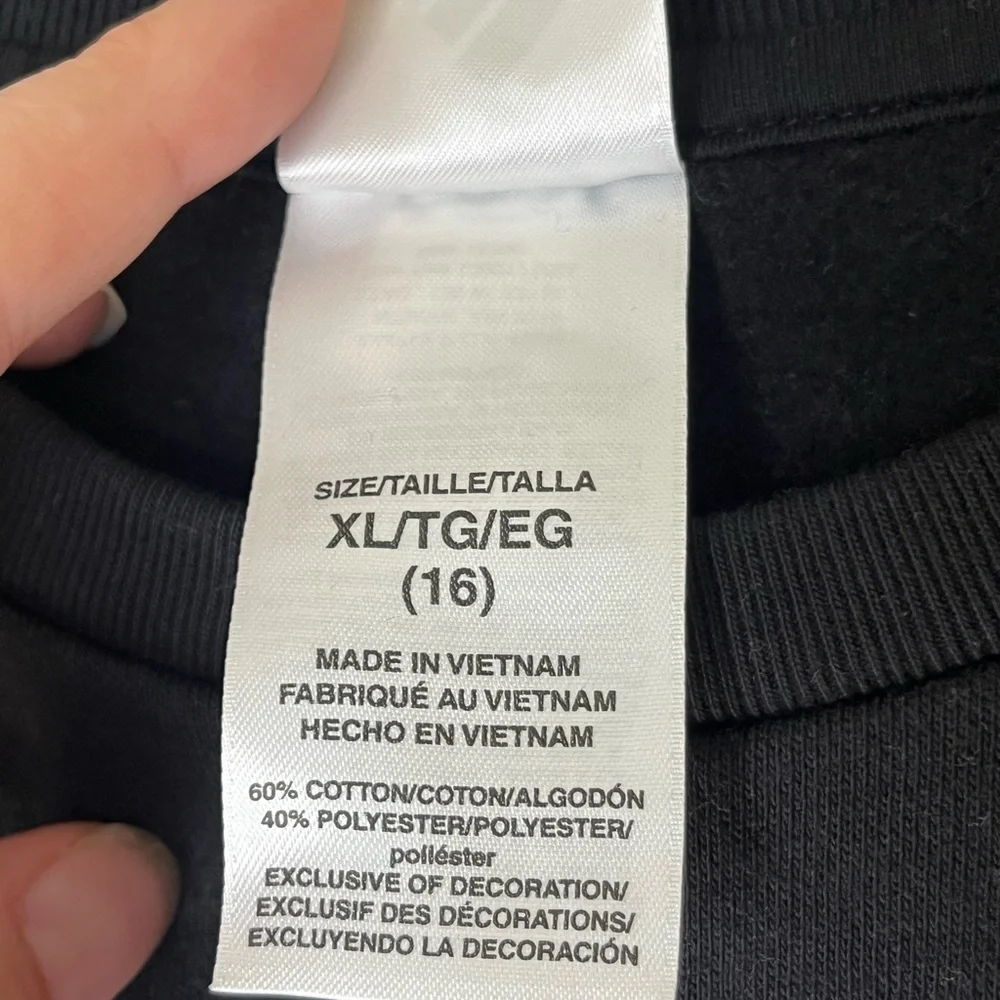 SIZE/TAILLE/TALLA
XL/TG/EG
(16)
MADE IN VIETNAM
FABRIQUÉ AU VIETNAM
HECHO EN VIETNAM
60% COTTON/COTON/ALGODÓN
40% POLYESTER/POLYESTER/
poliéster
EXCLUSIVE OF DECORATION/
EXCLUSIF DES DÉCORATIONS/
EXCLUYENDO LA DECORACIÓN